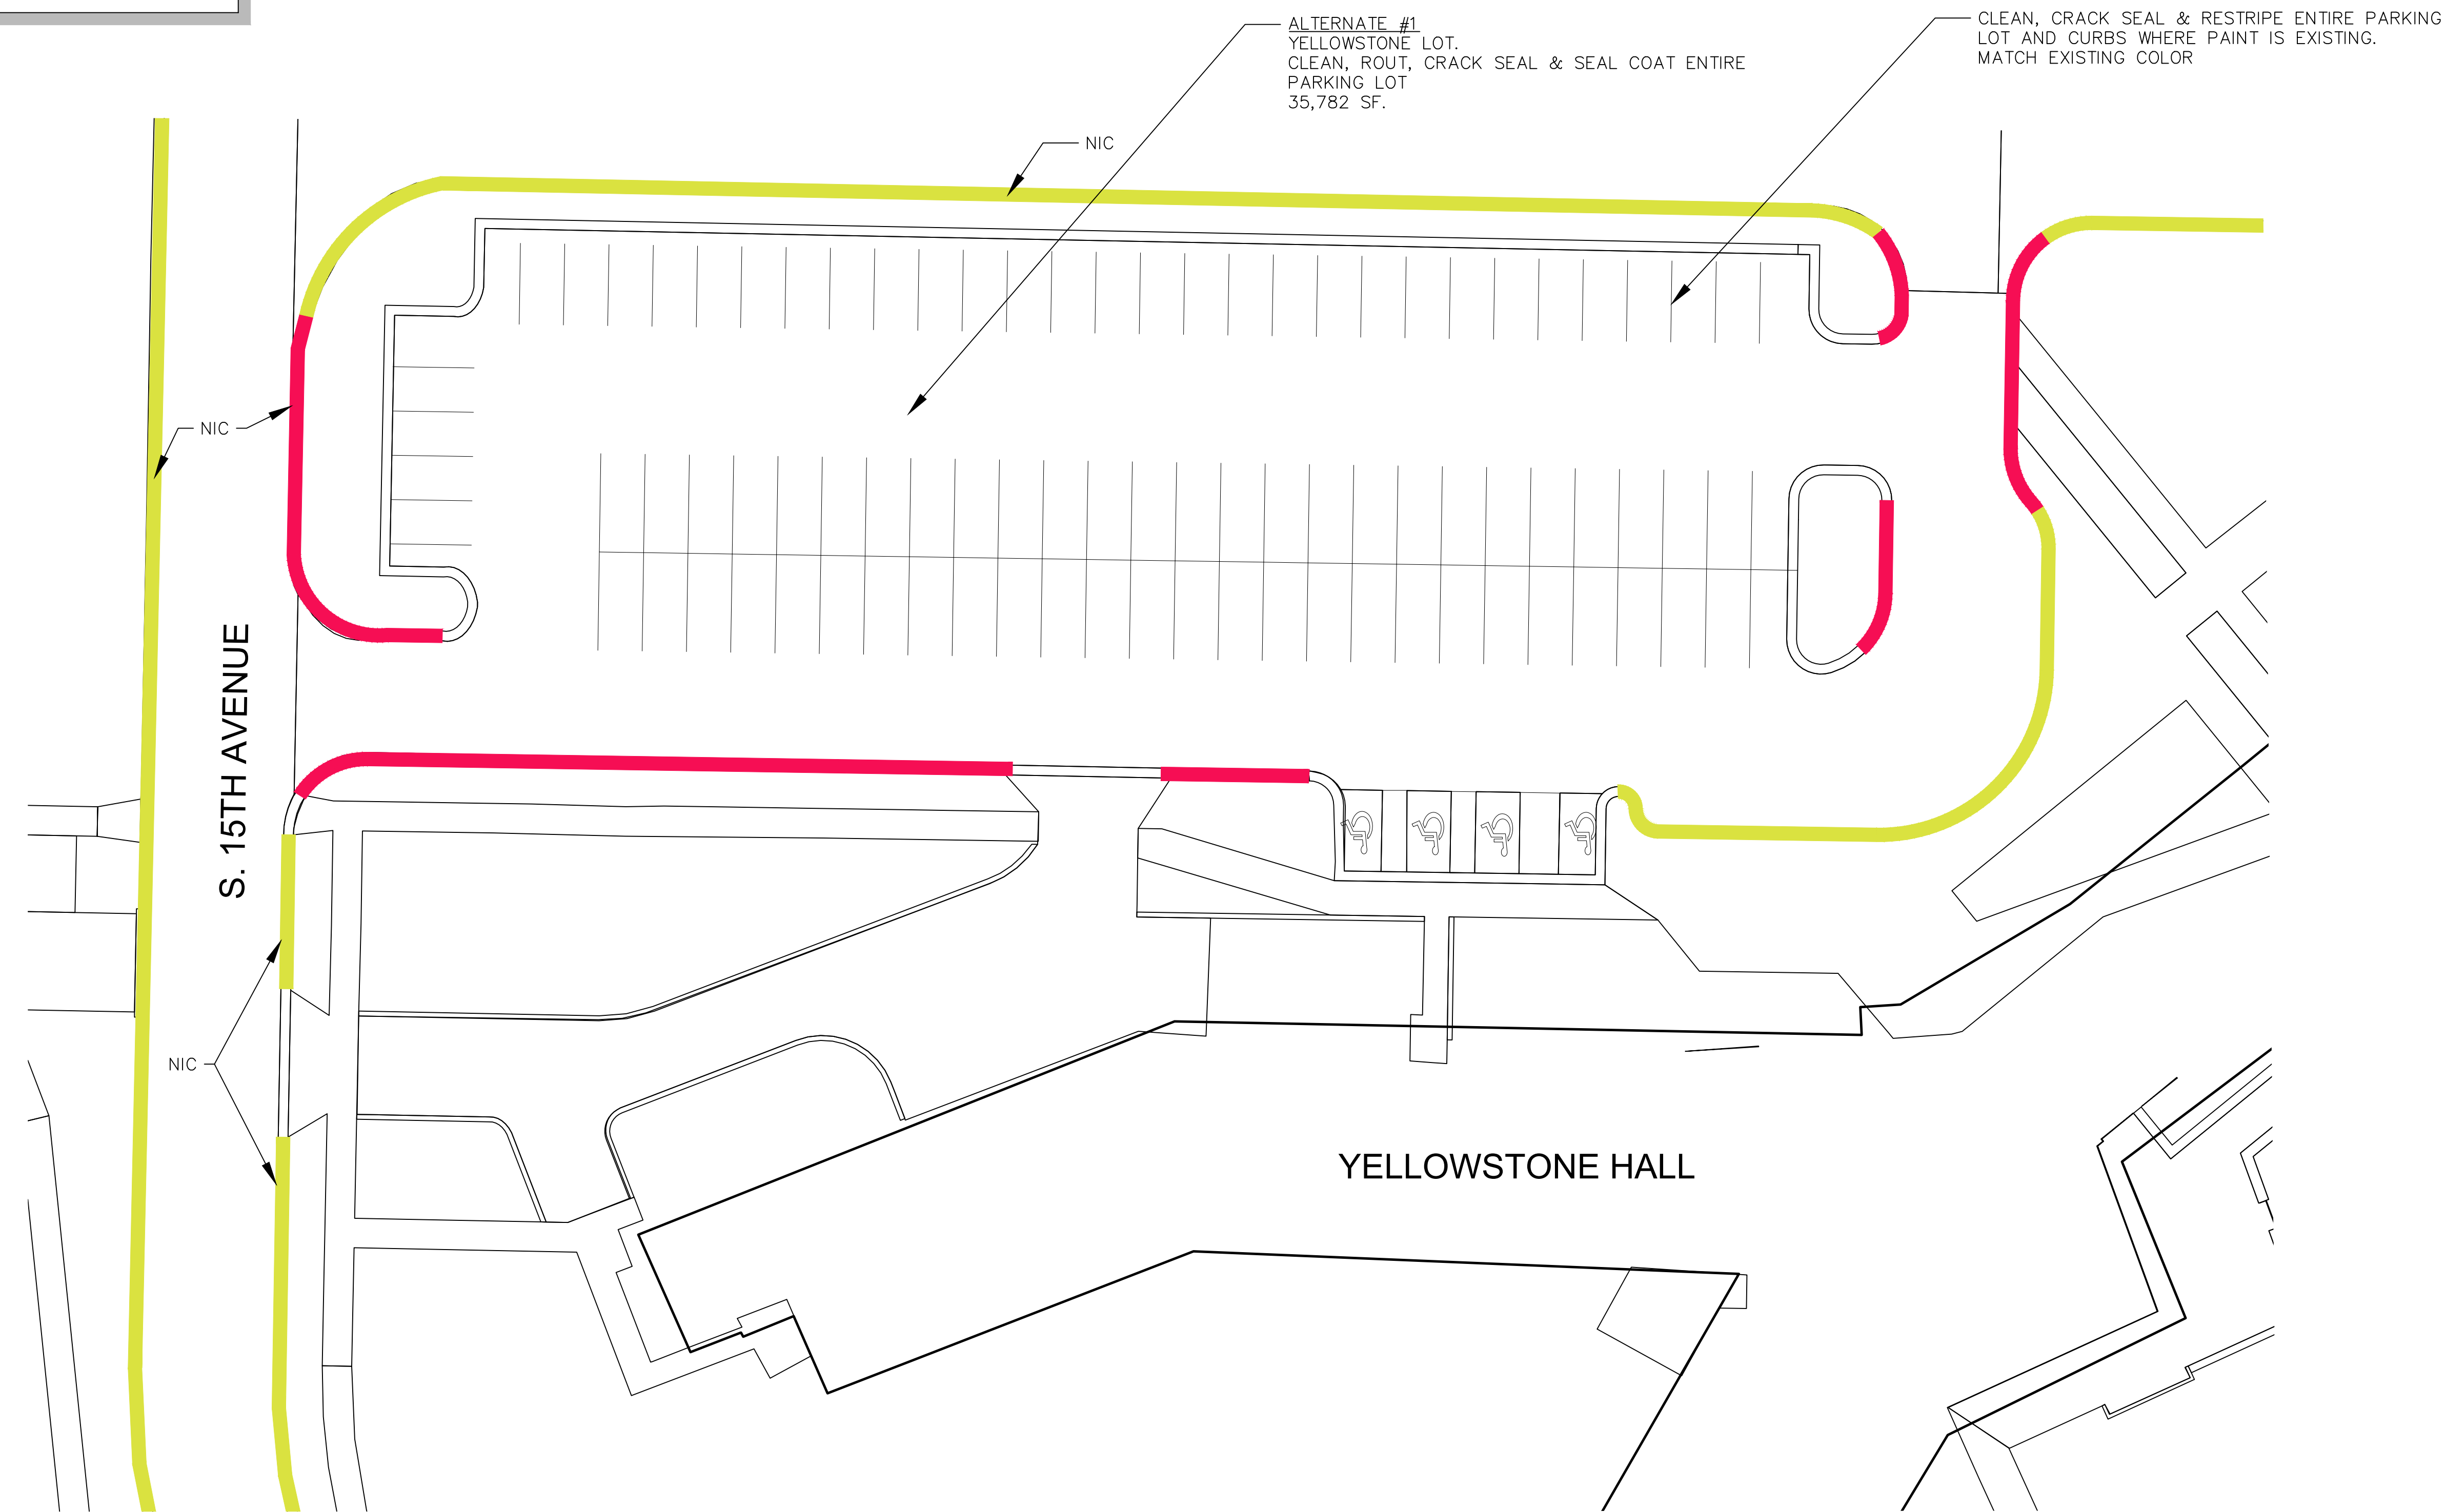 ALTERNATE #1
YELLOWSTONE LOT.
CLEAN, ROUT, CRACK SEAL & SEAL COAT ENTIRE
PARKING LOT
35,782 SF.
CLEAN, CRACK SEAL & RESTRIPE ENTIRE PARKING
LOT AND CURBS WHERE PAINT IS EXISTING.
MATCH EXISTING COLOR
NIC
NIC
S. 15TH AVENUE
NIC
YELLOWSTONE HALL